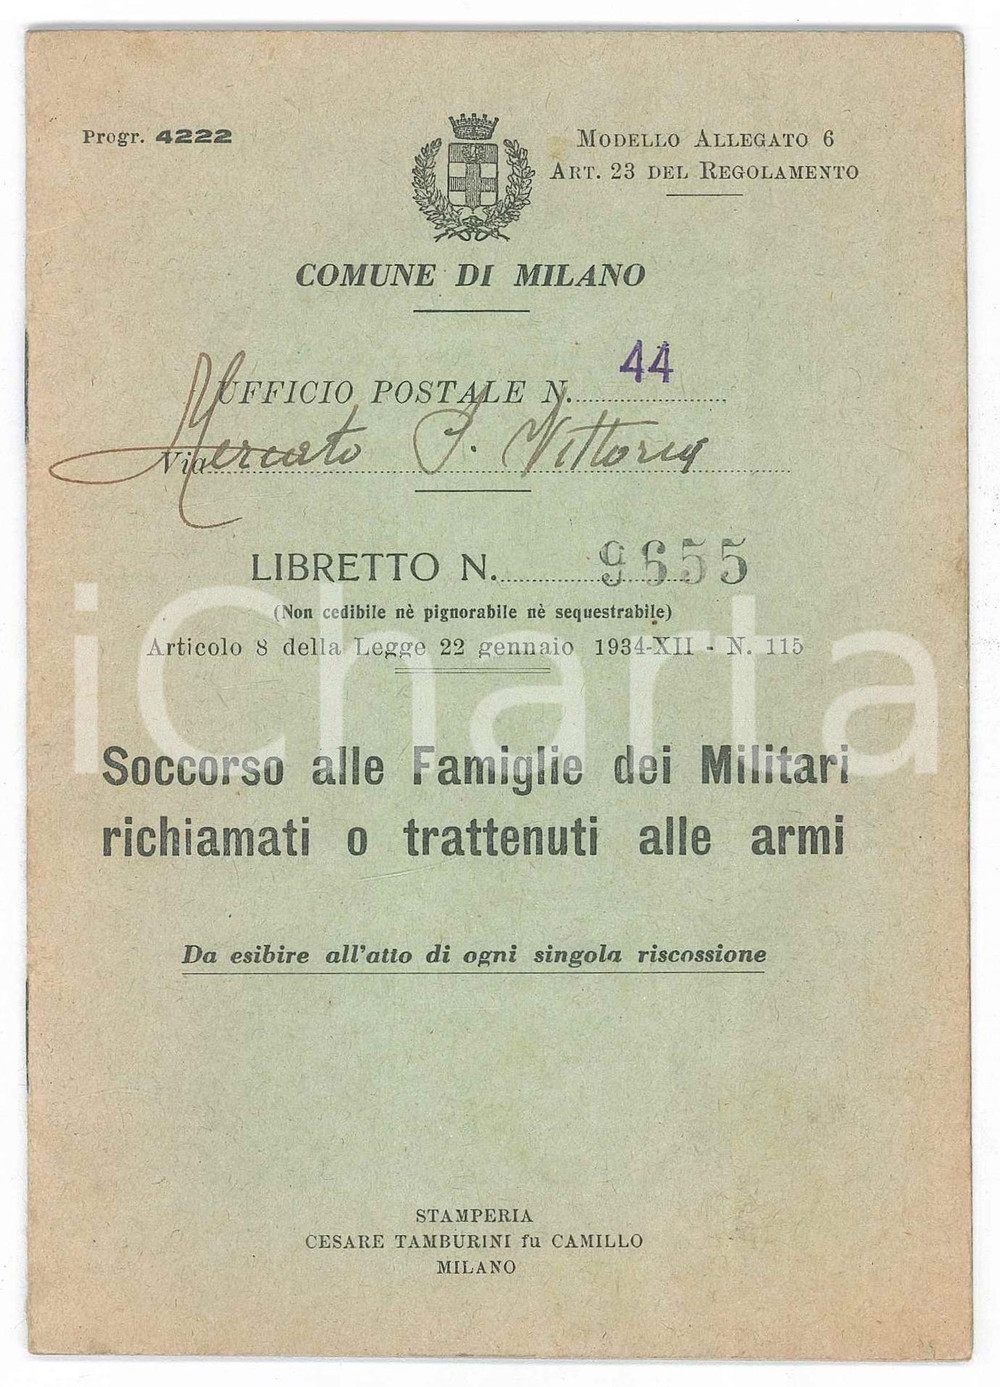 Progr. 4222
MODELLO ALLEGATO 6
ART. 23 DEL REGOLAMENTO
COMUNE DI MILANO
UFFICIO POSTALE N. 44
Via Mercato P. Vittoria
LIBRETTO N. 9655
(Non cedibile nè pignorabile nè sequestrabile)
Articolo 8 della Legge 22 gennaio 1934-XII - N. 115
iCharta
Soccorso alle Famiglie dei Militari
richiamati o trattenuti alle armi
Da esibire all'atto di ogni singola riscossione
STAMPERIA
CESARE TAMBURINI fu CAMILLO
MILANO